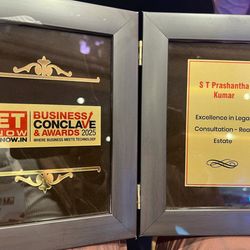 ET
NOW
NOW.IN
BUSINESS
CONCLAVE
& AWARDS 2025
WHERE BUSINESS MEETS TECHNOLOGY
S T Prashantha
Kumar
Excellence in Legal
Consultation - Real
Estate